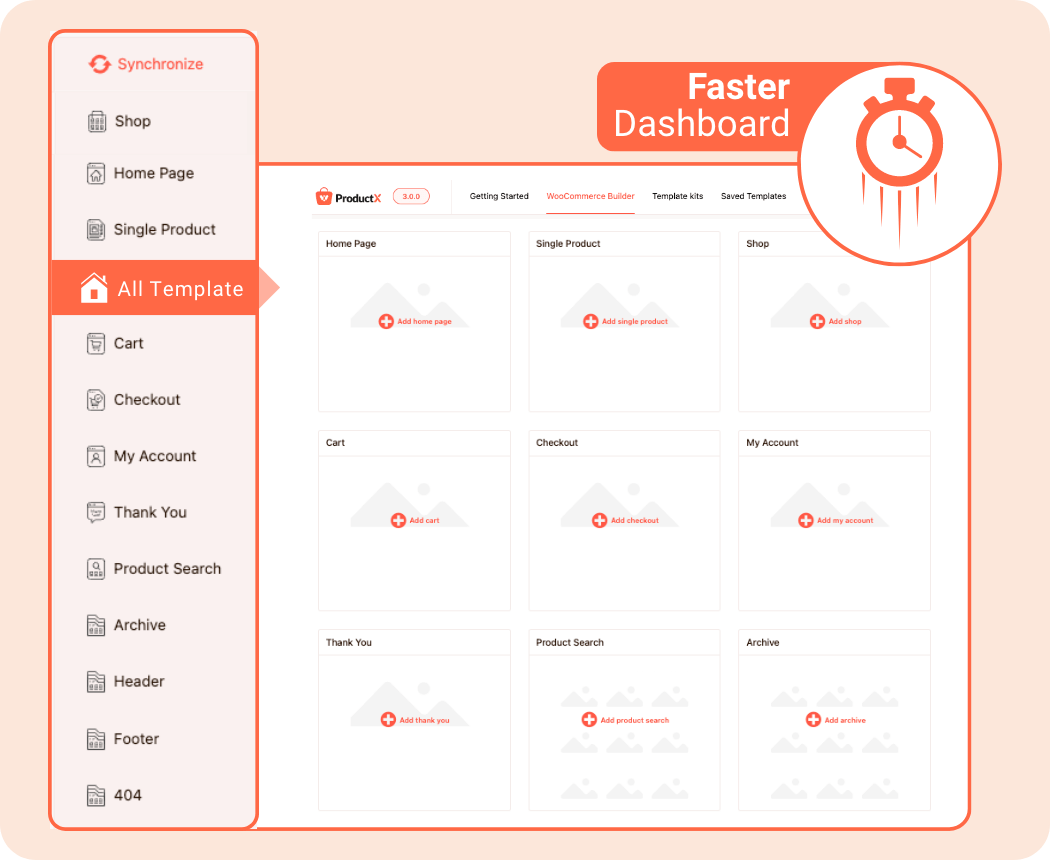 Synchronize
Shop
Home Page
Single Product
All Template
Cart
Checkout
My Account
Thank You
Product Search
Archive
Header
Footer
404
Faster
Dashboard
ProductX 3.0.0 Getting Started WooCommerce Builder Template kits Saved Templates
Home Page Single Product Shop
Add home page Add single product Add shop
Cart Checkout My Account
Add cart Add checkout Add my account
Thank You Product Search Archive
Add thank you Add product search Add archive